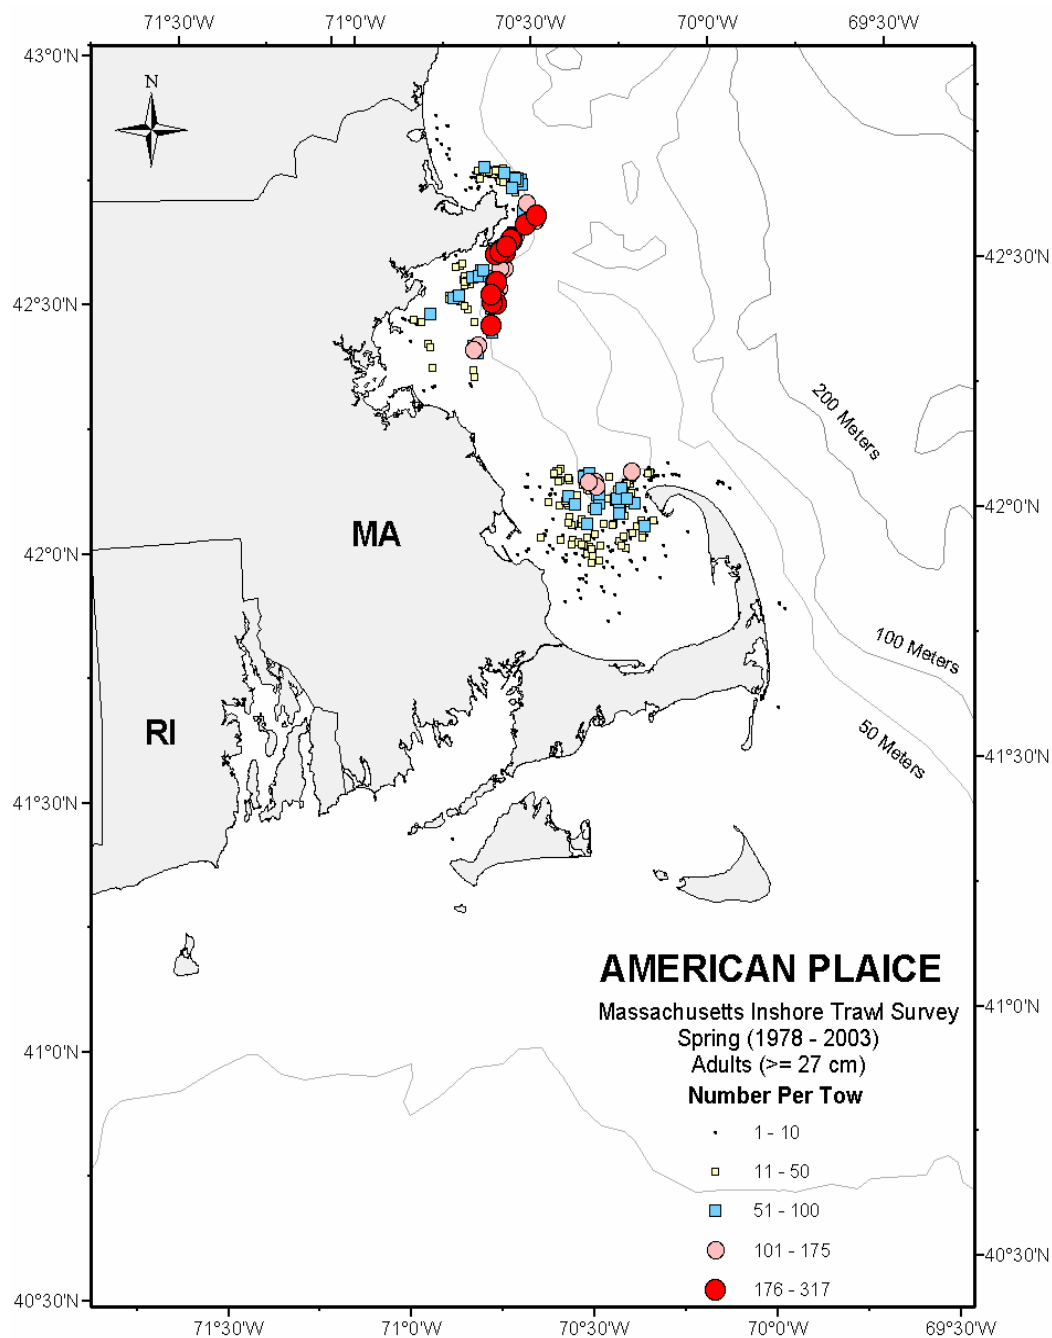 71°30'W 71°0'W 70°30'W 70°0'W 69°30'W
43°0'N
N
42°30'N
42°30'N
200 Meters
MA
42°0'N
42°0'N
100 Meters
RI
50 Meters
41°30'N
41°30'N
AMERICAN PLAICE
Massachusetts Inshore Trawl Survey
41°0'N
Spring (1978 - 2003)
41°0'N
Adults (>= 27 cm)
Number Per Tow
1 - 10
11 - 50
51 - 100
101 - 175
40°30'N
176 - 317
40°30'N
71°30'W 71°0'W 70°30'W 70°0'W 69°30'W